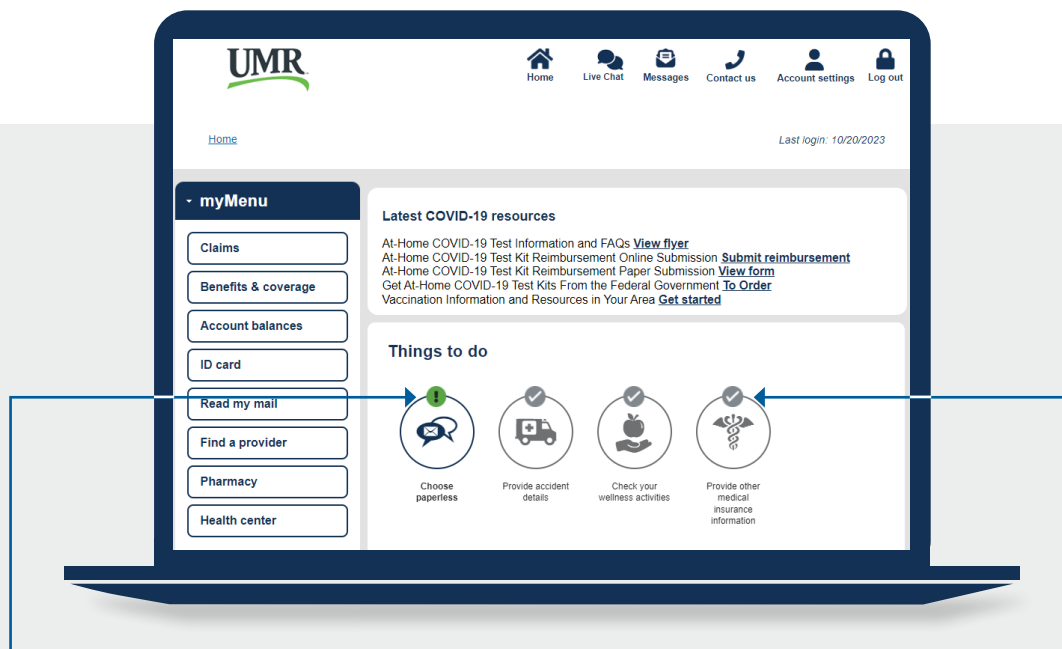 UMR
Home
Live Chat
Messages
Contact us
Account settings
Log out
Home
Last login: 10/20/2023
myMenu
Claims
Benefits & coverage
Account balances
ID card
Read my mail
Find a provider
Pharmacy
Health center
Latest COVID-19 resources
At-Home COVID-19 Test Information and FAQs View flyer
At-Home COVID-19 Test Kit Reimbursement Online Submission Submit reimbursement
At-Home COVID-19 Test Kit Reimbursement Paper Submission View form
Get At-Home COVID-19 Test Kits From the Federal Government To Order
Vaccination Information and Resources in Your Area Get started
Things to do
!
Choose
paperless
Provide accident
details
Check your
wellness activities
Provide other
medical
insurance
information